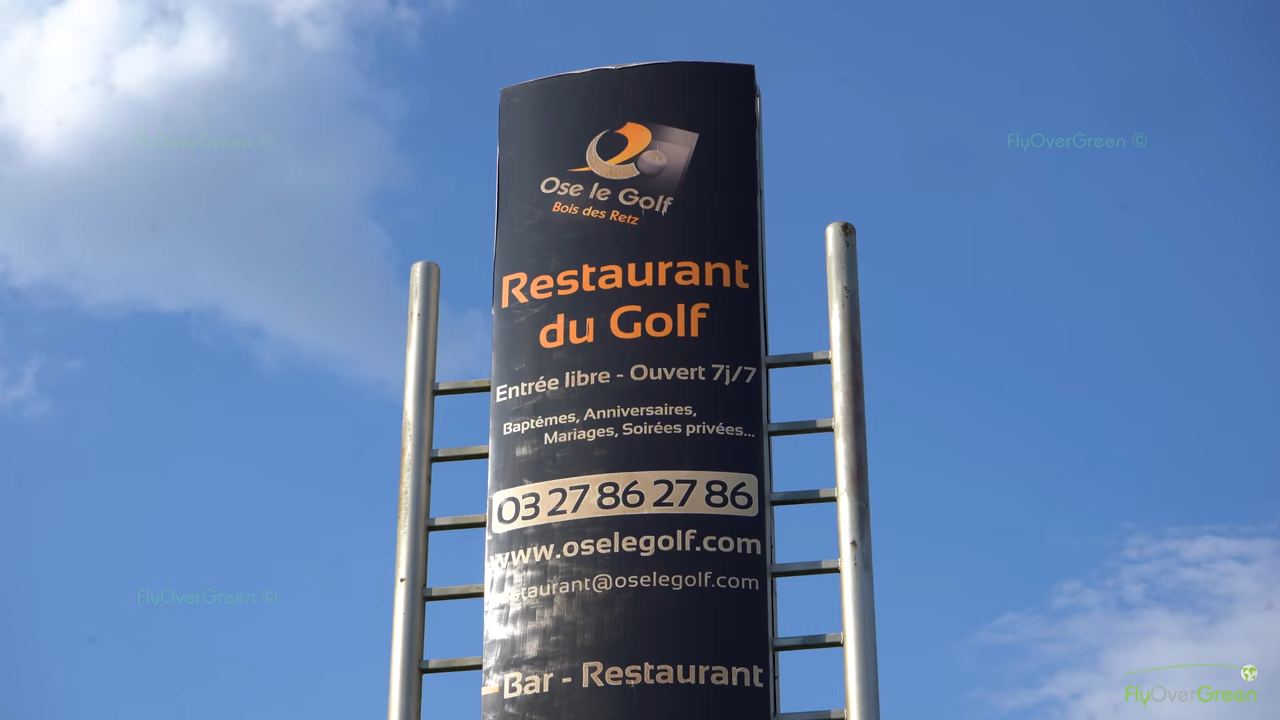 FlyOverGreen ©
FlyOverGreen ©
Ose le Golf
Bois des Retz
Restaurant
du Golf
Entrée libre - Ouvert 7j/7
Baptêmes, Anniversaires,
Mariages, Soirées privées...
03 27 86 27 86
www.oselegolf.com
restaurant@oselegolf.com
FlyOverGreen ©
Bar - Restaurant
FlyOverGreen